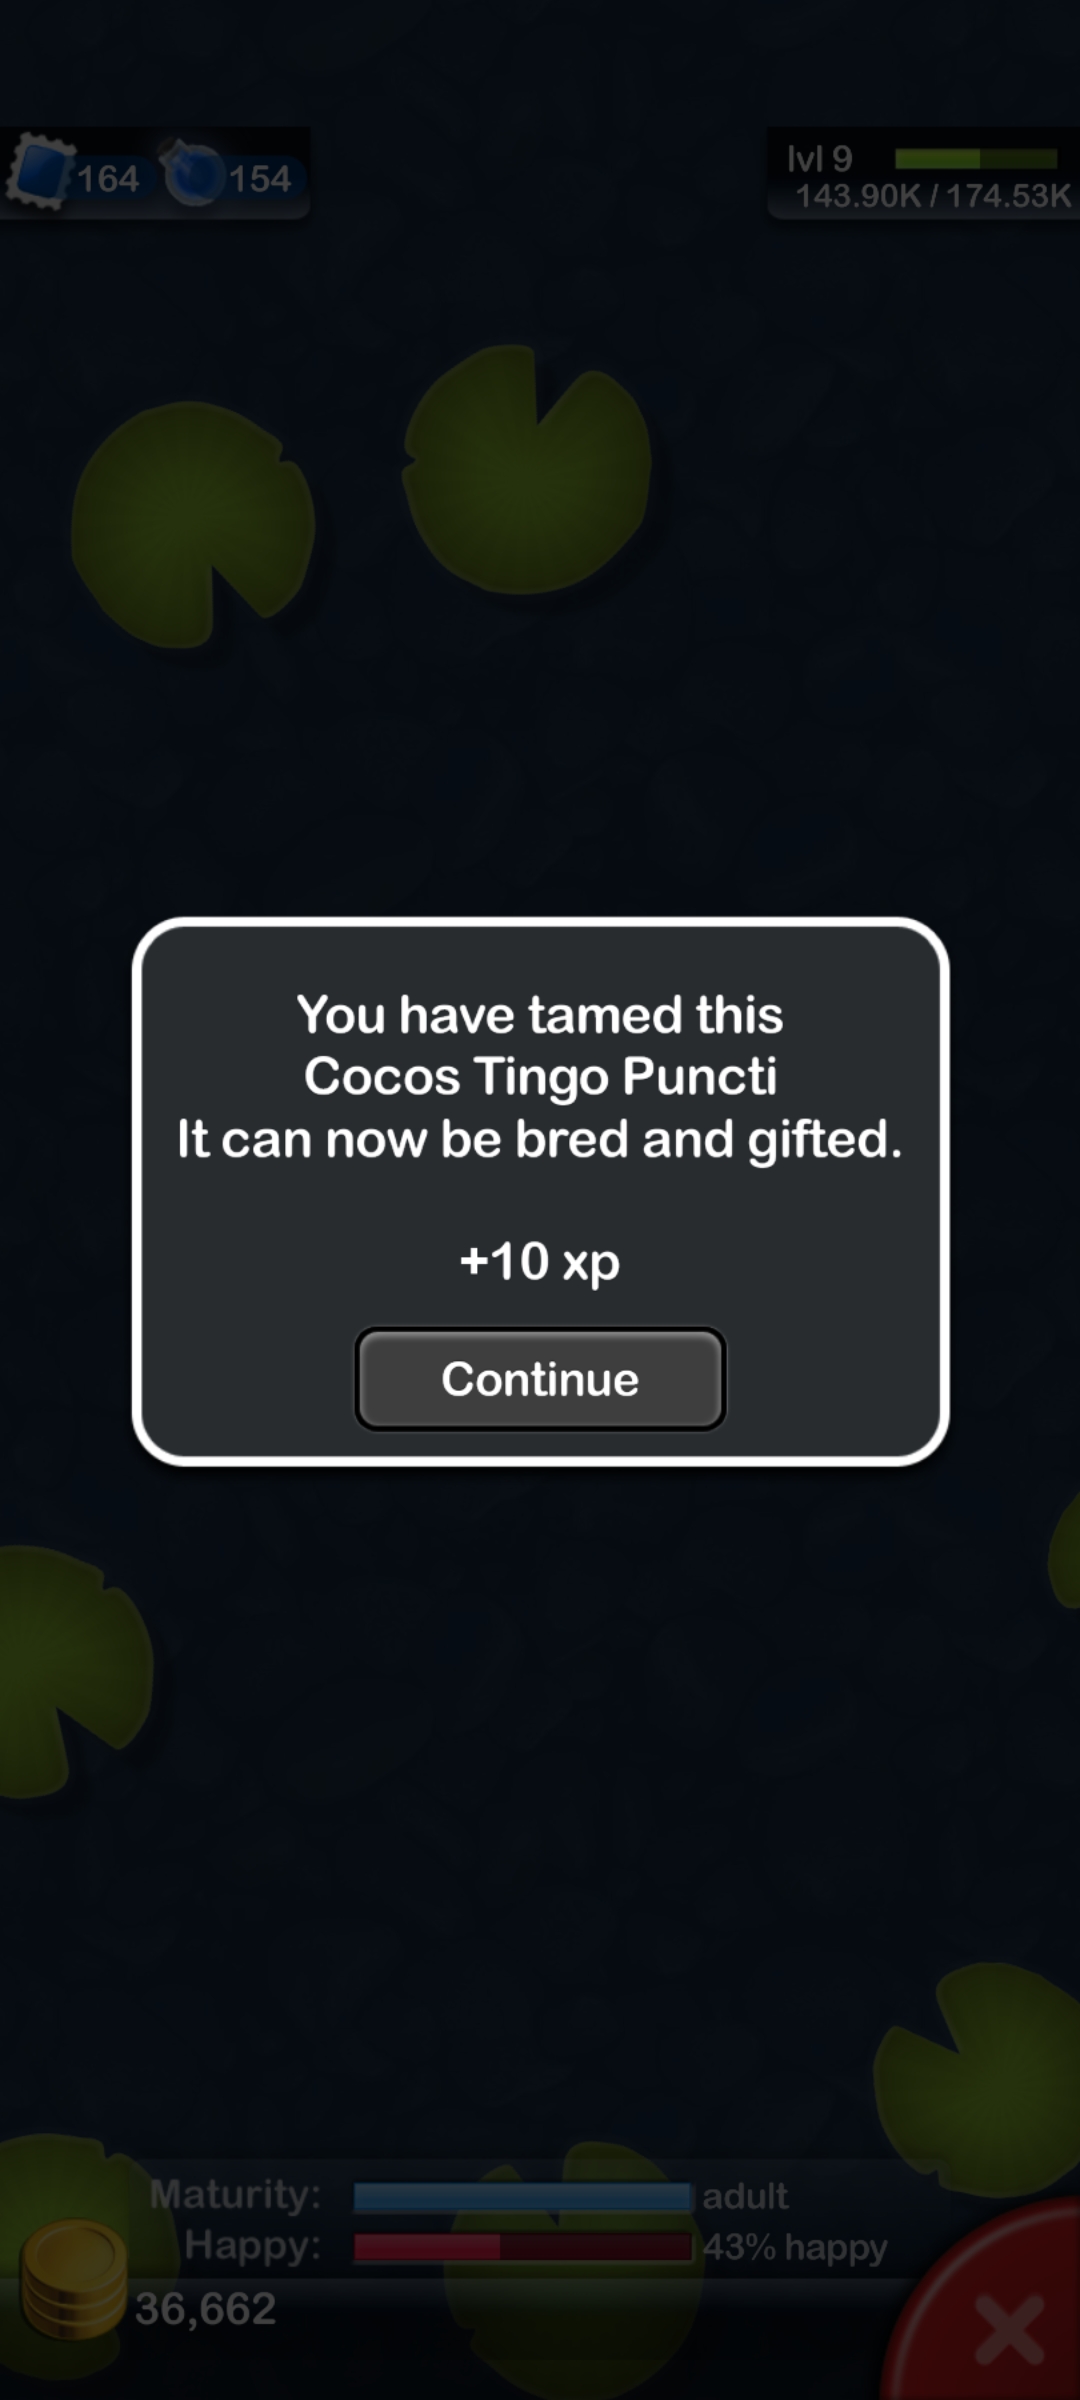 164 154
lvl 9
143.90K / 174.53K
You have tamed this
Cocos Tingo Puncti
It can now be bred and gifted.
+10 xp
Continue
Maturity: adult
Happy: 43% happy
36,662